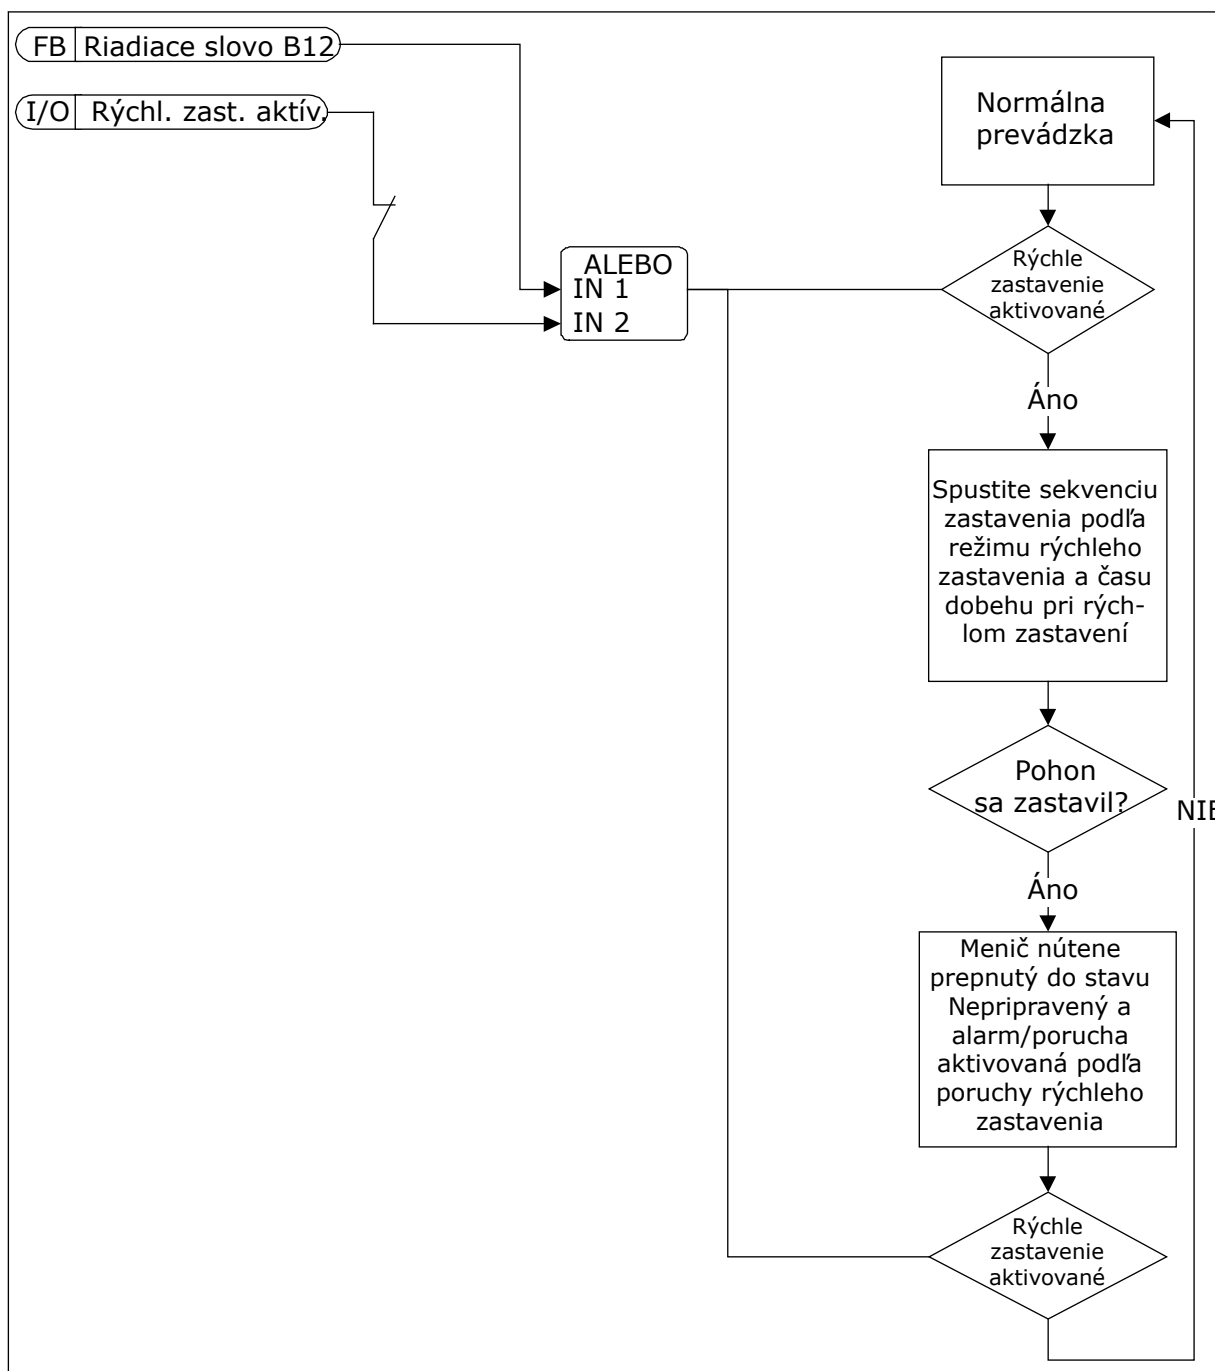 FB Riadiace slovo B12
I/O Rýchl. zast. aktív.
ALEBO
IN 1
IN 2
Normálna
prevádzka
Rýchle
zastavenie
aktivované
Áno
Spustite sekvenciu
zastavenia podľa
režimu rýchleho
zastavenia a času
dobehu pri rých-
lom zastavení
Pohon
sa zastavil?
NIE
Áno
Menič nútene
prepnutý do stavu
Nepripravený a
alarm/porucha
aktivovaná podľa
poruchy rýchleho
zastavenia
Rýchle
zastavenie
aktivované